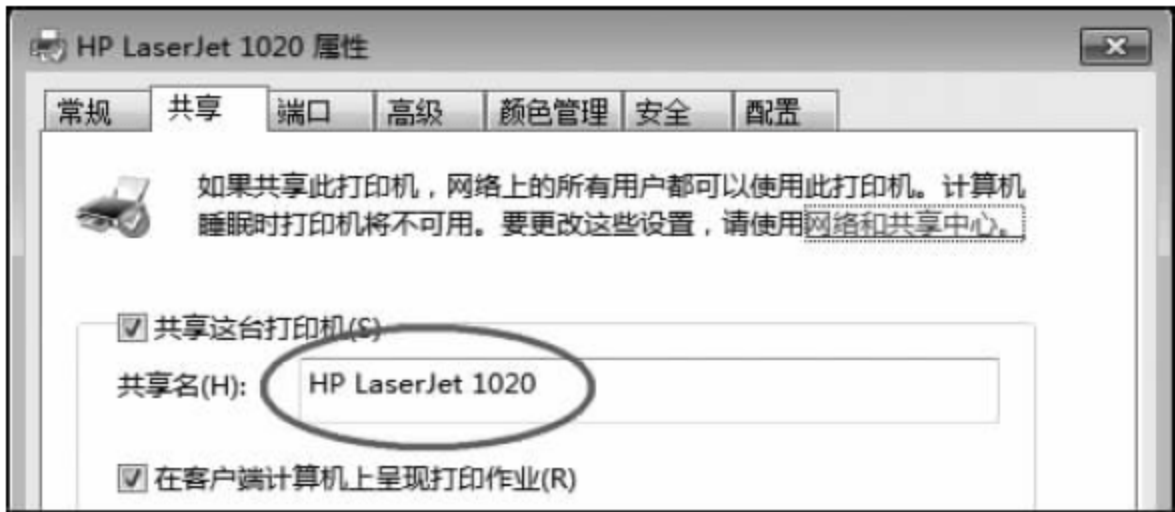 HP LaserJet 1020 属性
常规 共享 端口 高级 颜色管理 安全 配置
如果共享此打印机，网络上的所有用户都可以使用此打印机。计算机
睡眠时打印机将不可用。要更改这些设置，请使用网络和共享中心。
共享这台打印机(S)
共享名(H): HP LaserJet 1020
在客户端计算机上呈现打印作业(R)